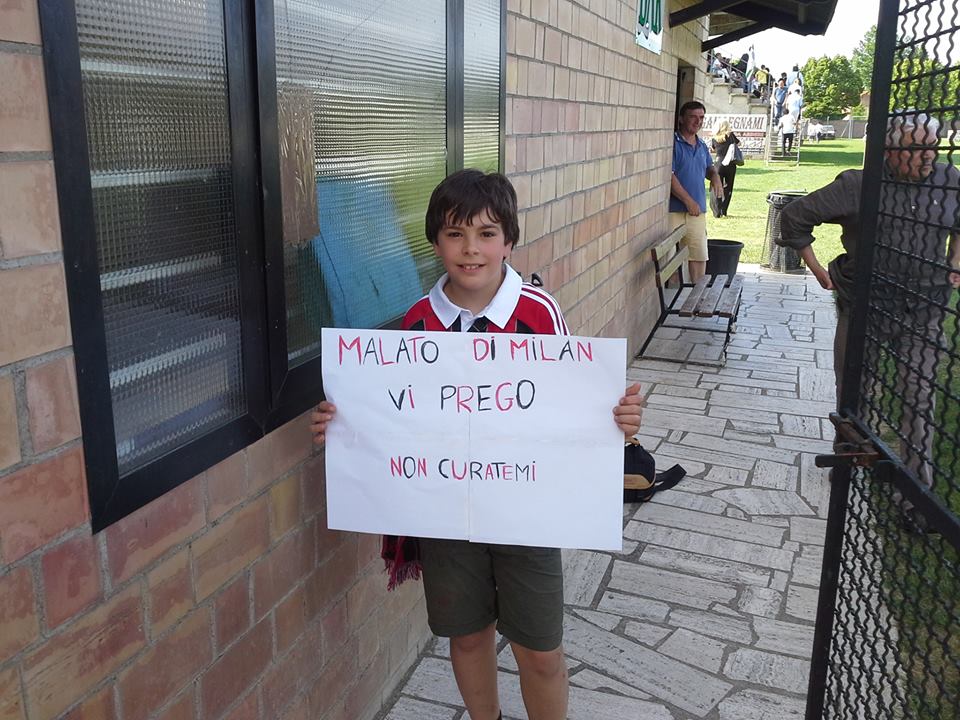 MALATO DI MILAN
Vi PREGO
NON CURATEMi